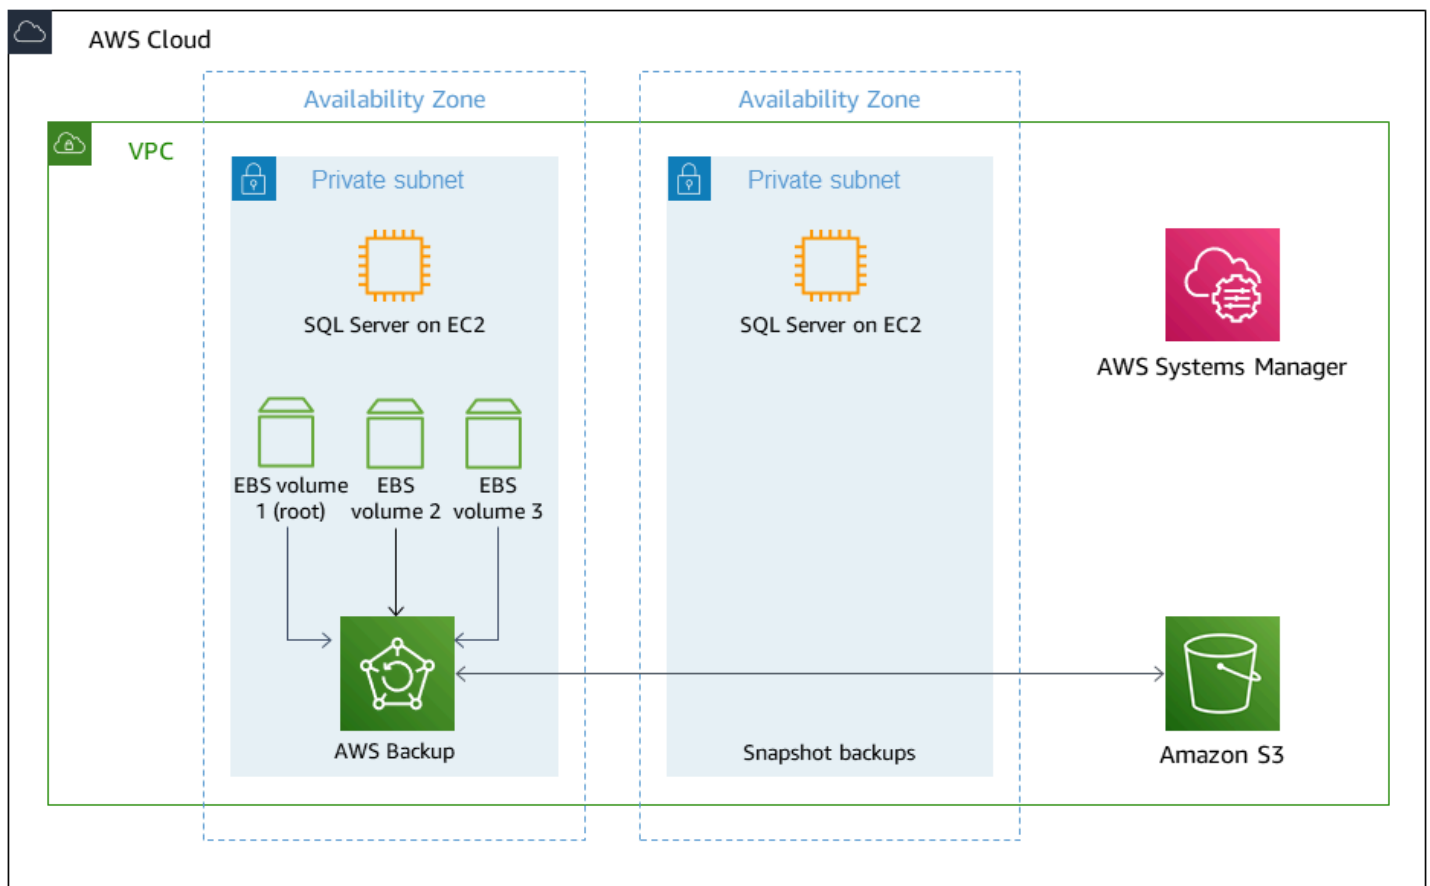 AWS Cloud
Availability Zone
Availability Zone
VPC
Private subnet
Private subnet
SQL Server on EC2
SQL Server on EC2
AWS Systems Manager
EBS volume
1 (root)
EBS
volume 2
EBS
volume 3
AWS Backup
Snapshot backups
Amazon S3